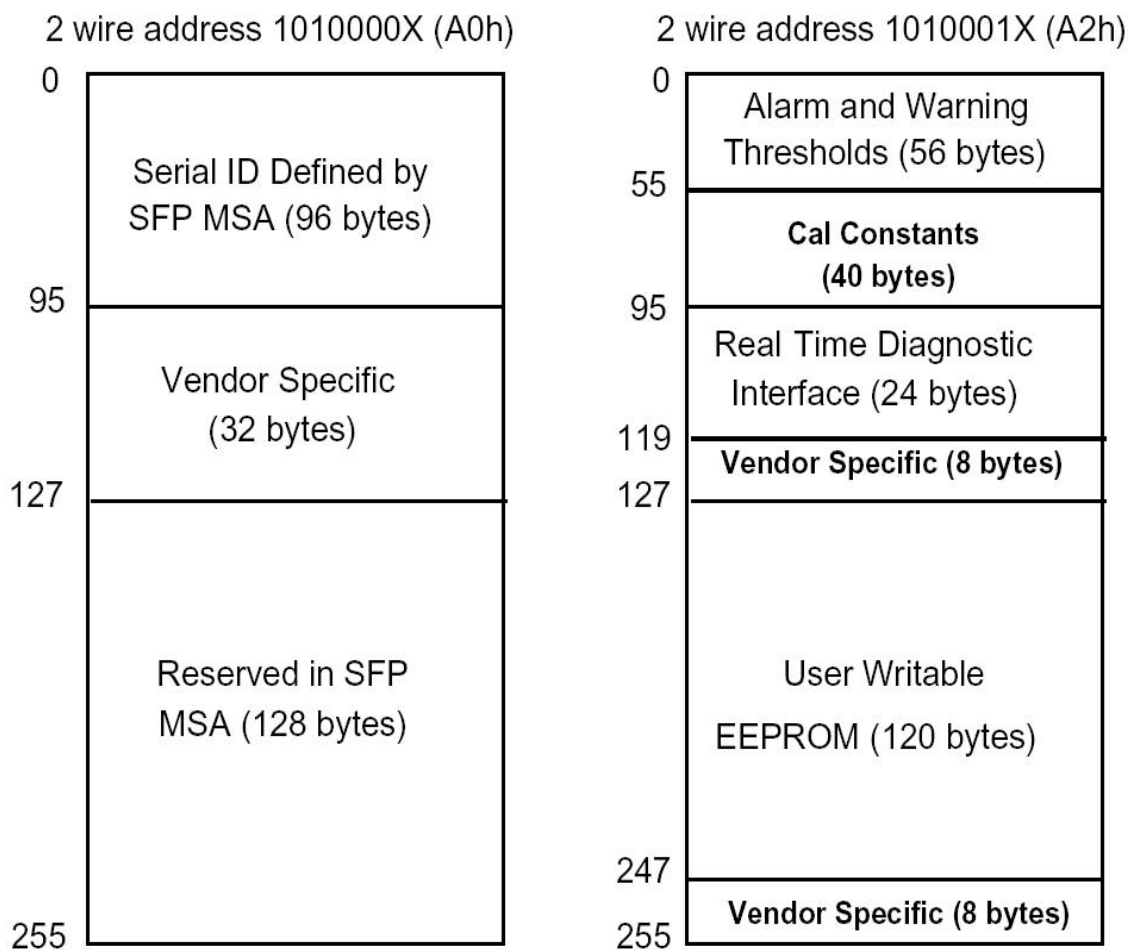 2 wire address 1010000X (A0h)
0
Serial ID Defined by
SFP MSA (96 bytes)
95
Vendor Specific
(32 bytes)
127
Reserved in SFP
MSA (128 bytes)
255
2 wire address 1010001X (A2h)
0
Alarm and Warning
Thresholds (56 bytes)
55
Cal Constants
(40 bytes)
95
Real Time Diagnostic
Interface (24 bytes)
119
Vendor Specific (8 bytes)
127
User Writable
EEPROM (120 bytes)
247
Vendor Specific (8 bytes)
255